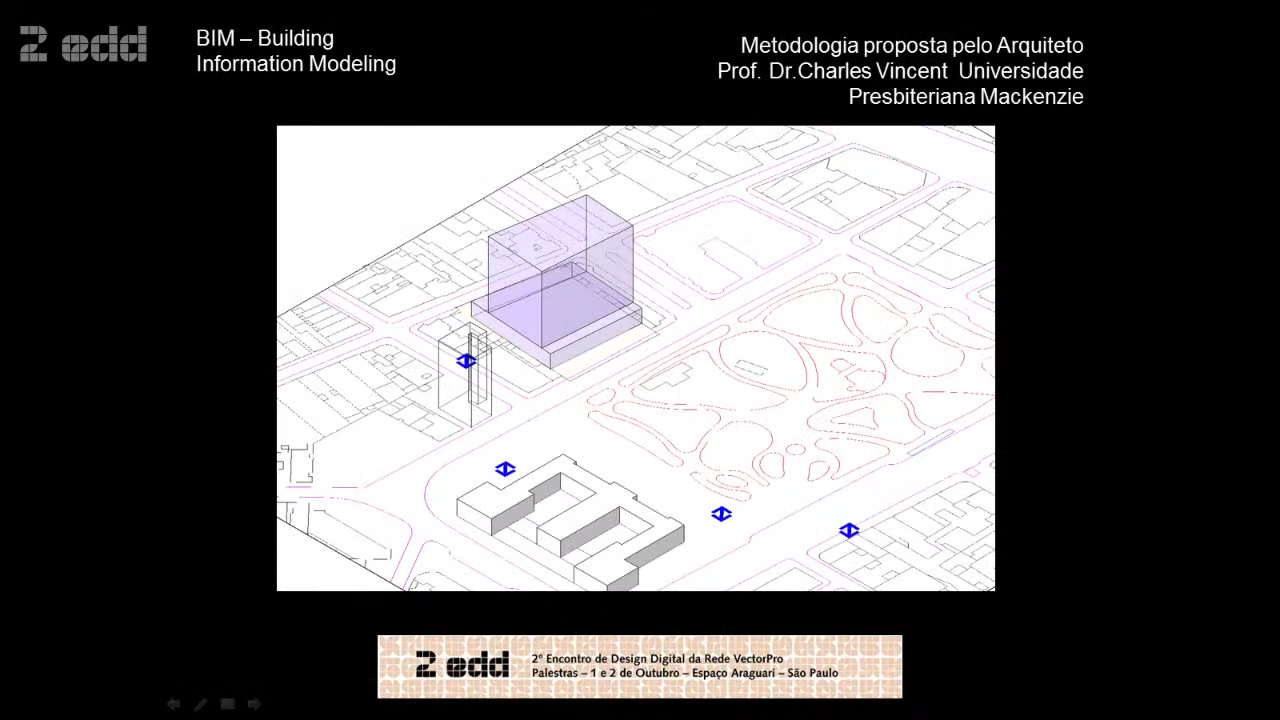 2 edd
BIM – Building
Information Modeling
Metodologia proposta pelo Arquiteto
Prof. Dr.Charles Vincent Universidade
Presbiteriana Mackenzie
2 edd
2º Encontro de Design Digital da Rede VectorPro
Palestras – 1 e 2 de Outubro – Espaço Araguari – São Paulo